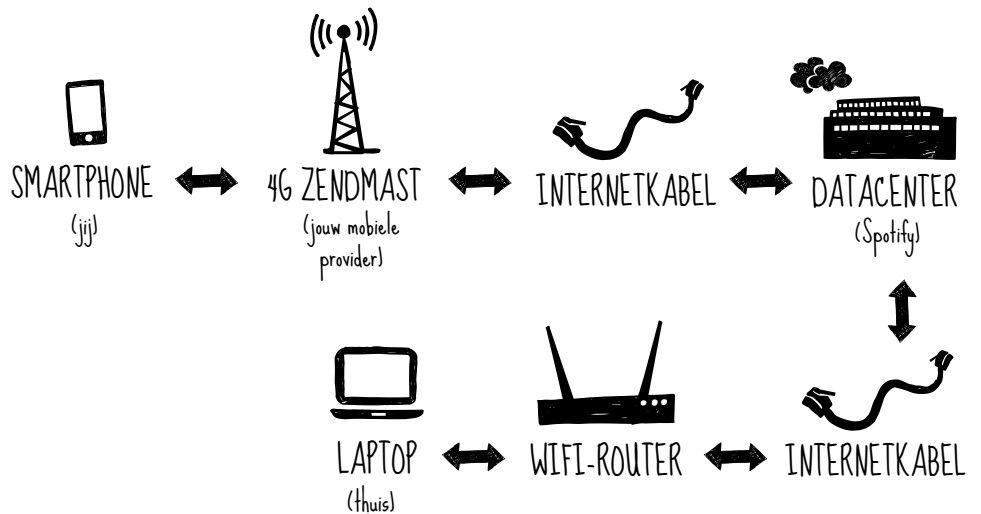 SMARTPHONE
(jij)
4G ZENDMAST
(jouw mobiele
provider)
INTERNETKABEL
DATACENTER
(Spotify)
LAPTOP
(thuis)
WIFI-ROUTER
INTERNETKABEL